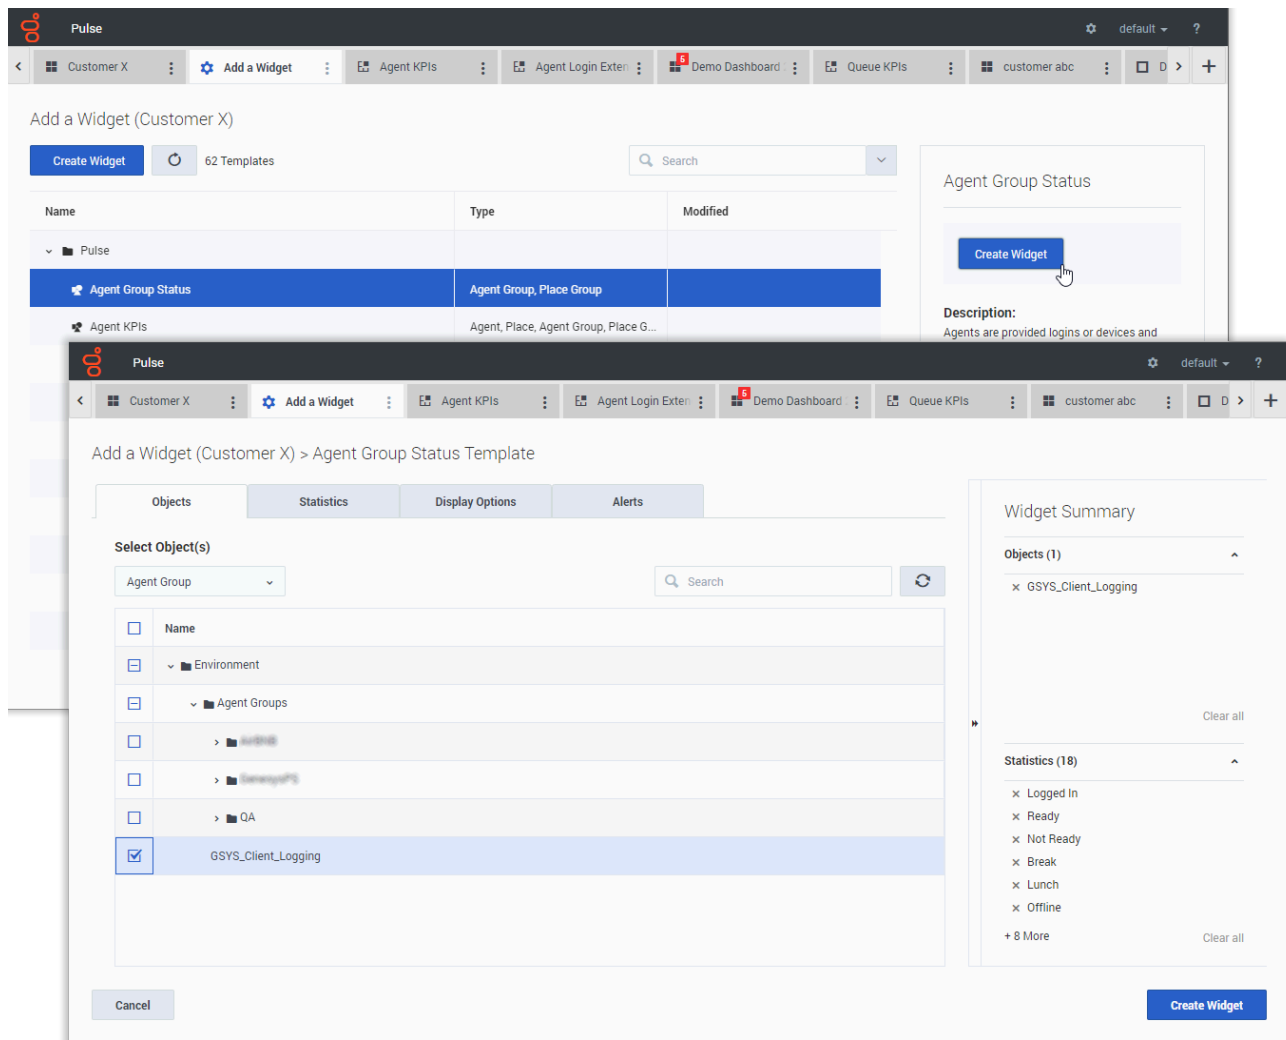 Pulse
default
?
Customer X
Add a Widget
Agent KPIs
Agent Login Exten
6
Demo Dashboard
Queue KPIs
customer abc
D
Add a Widget (Customer X)
Create Widget
62 Templates
Search
Name
Type
Modified
Pulse
Agent Group Status
Agent Group, Place Group
Agent KPIs
Agent, Place, Agent Group, Place G...
Agent Group Status
Create Widget
Description:
Agents are provided logins or devices and
Pulse
default
?
Customer X
Add a Widget
Agent KPIs
Agent Login Exten
6
Demo Dashboard
Queue KPIs
customer abc
D
Add a Widget (Customer X) > Agent Group Status Template
Objects
Statistics
Display Options
Alerts
Select Object(s)
Agent Group
Search
Name
Environment
Agent Groups
QA
GSYS_Client_Logging
Cancel
Widget Summary
Objects (1)
GSYS_Client_Logging
Clear all
Statistics (18)
Logged In
Ready
Not Ready
Break
Lunch
Offline
+ 8 More
Clear all
Create Widget